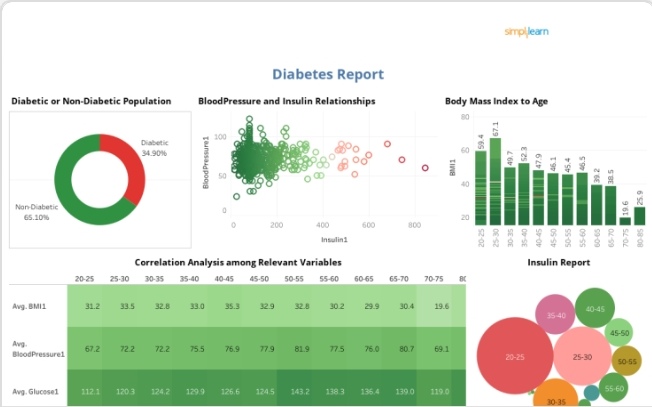 simplilearn
Diabetes Report
Diabetic or Non-Diabetic Population
Diabetic
34.90%
Non-Diabetic
65.10%
BloodPressure and Insulin Relationships
BloodPressure1
100
50
0
0 200 400 600 800
Insulin1
Body Mass Index to Age
BMI1
80
60
40
20
59.4 67.1 49.7 52.3 47.9 46.1 45.4 46.5 39.2 38.5 19.6 25.9
20-25 25-30 30-35 35-40 40-45 45-50 50-55 55-60 60-65 65-70 70-75 80-85
Correlation Analysis among Relevant Variables
20-25 25-30 30-35 35-40 40-45 45-50 50-55 55-60 60-65 65-70 70-75 80
Avg. BMI1 31.2 33.5 32.8 33.0 35.3 32.9 32.8 30.2 29.9 30.4 19.6
Avg.
BloodPressure1 67.2 72.2 72.2 75.5 76.9 77.9 81.9 77.5 76.0 80.7 69.1
Avg. Glucose1 112.1 120.3 124.2 129.9 126.6 124.5 143.2 138.3 136.4 139.0 119.0
Insulin Report
35-40
40-45
45-50
20-25
25-30
50-55
55-60
30-35